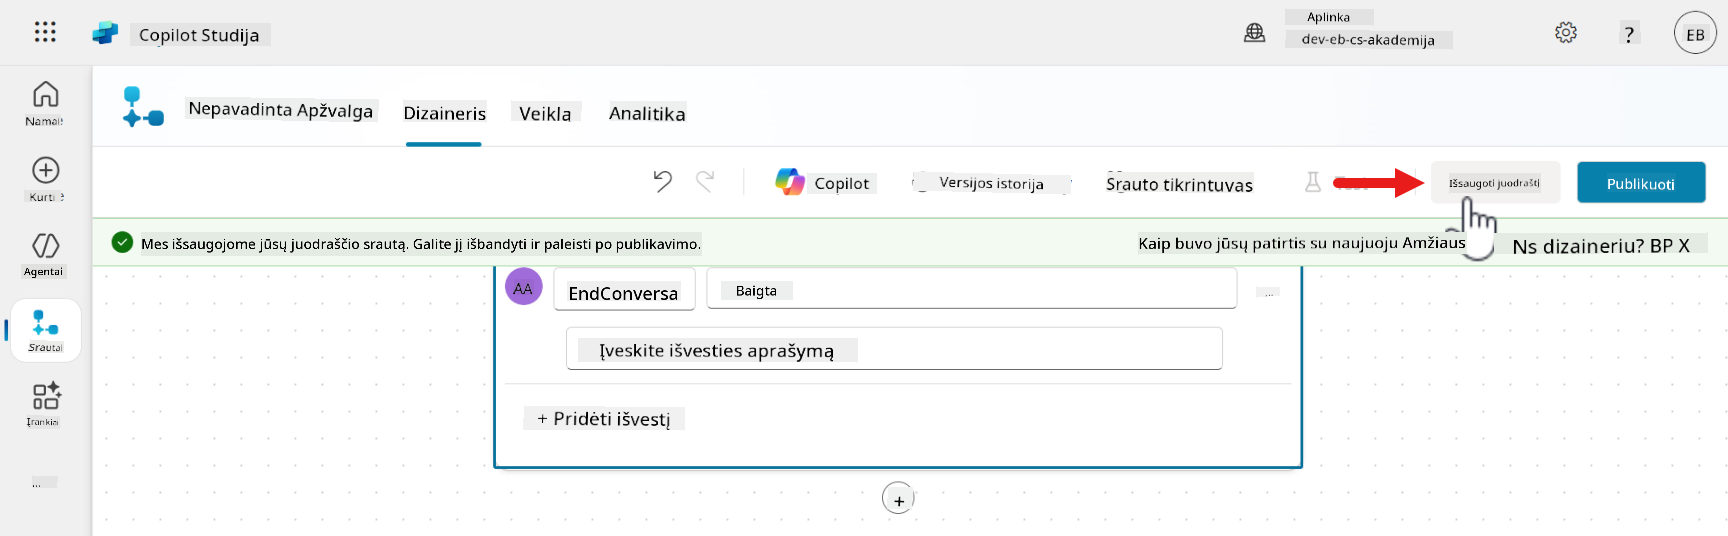 Copilot Studija
Aplinka
dev-eb-cs-akademija
?
EB
Namai
Kurti
Agentai
Srautai
Įrankiai
...
Nepavadinta Apžvalga
Dizaineris
Veikla
Analitika
Copilot
Versijos istorija
Srauto tikrintuvas
Išsaugoti juodraštį
Publikuoti
Mes išsaugojome jūsų juodraščio srautą. Galite jį išbandyti ir paleisti po publikavimo.
Kaip buvo jūsų patirtis su naujuoju Amžiaus
Ns dizaineriu? BP X
AA
EndConversa
Baigta
...
Įveskite išvesties aprašymą
+ Pridėti išvestį
+